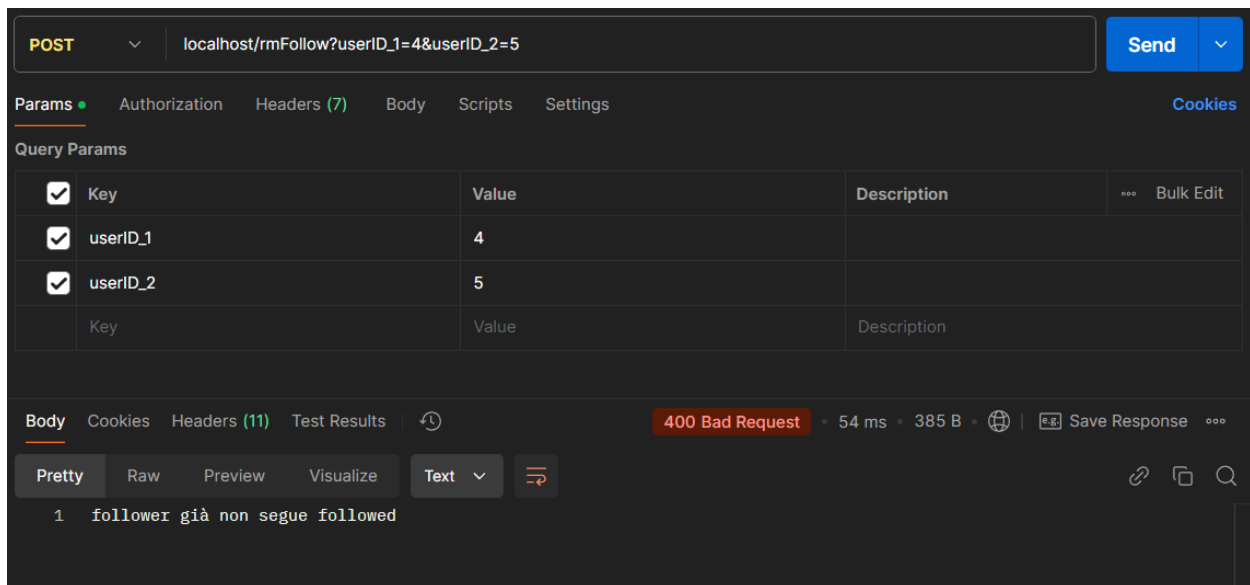 POST localhost/rmFollow?userID_1=4&userID_2=5 Send
Params Authorization Headers (7) Body Scripts Settings Cookies
Query Params
Key Value Description Bulk Edit
userID_1 4
userID_2 5
Key Value Description
Body Cookies Headers (11) Test Results 400 Bad Request 54 ms 385 B e.g. Save Response
Pretty Raw Preview Visualize Text
1 follower già non segue followed